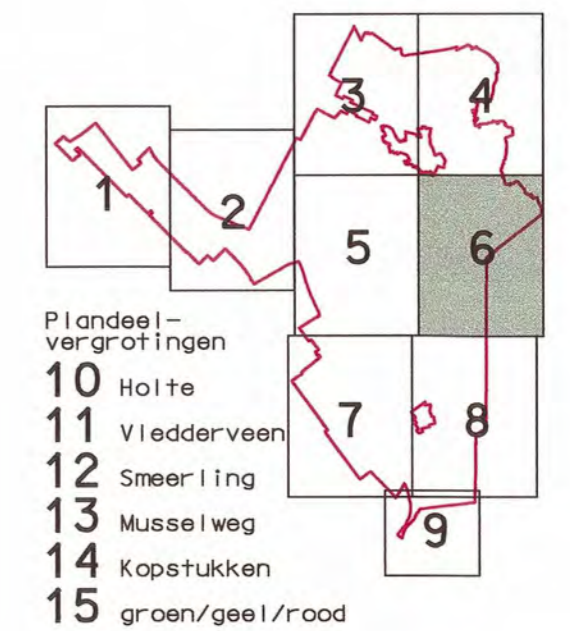 3
4
1
2
5
6
Plandeel-
vergrotingen
10 Holte
11 Vledderveen
12 Smeerling
13 Musselweg
14 Kopstukken
15 groen/geel/rood
7
8
9